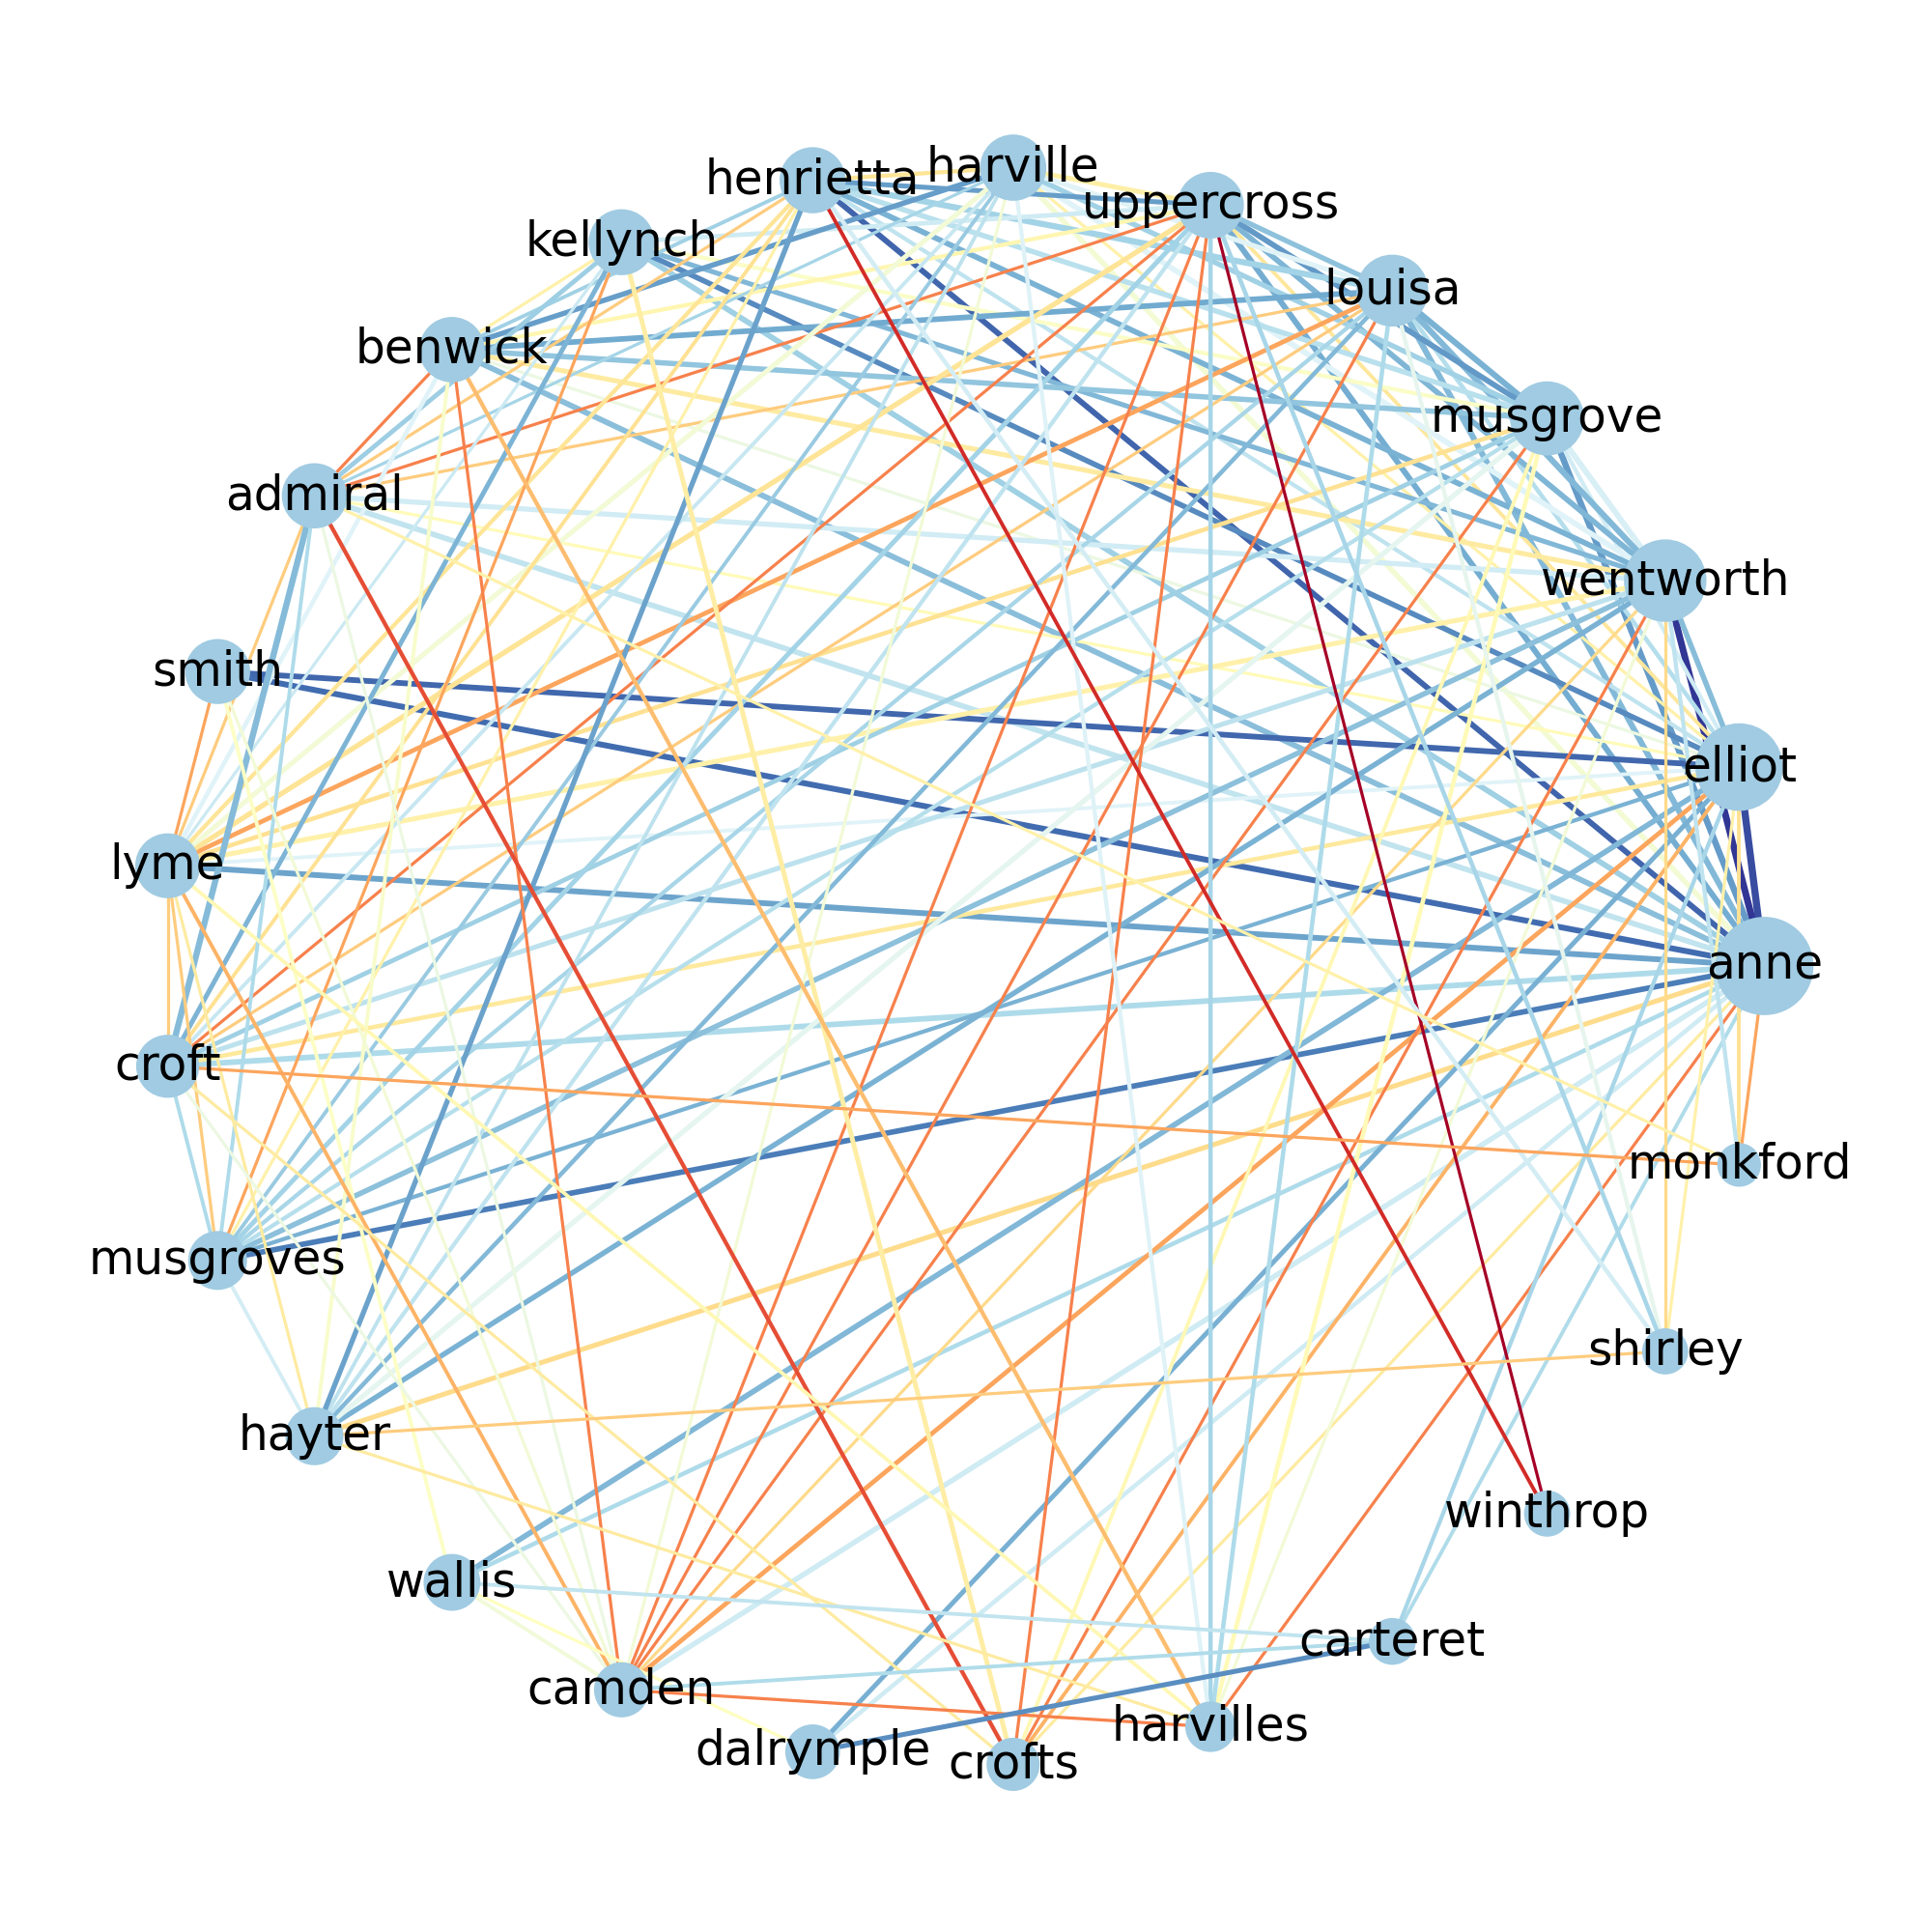 harville
henrietta
uppercross
kellynch
louisa
benwick
musgrove
admiral
wentworth
smith
elliot
lyme
anne
croft
monkford
musgroves
shirley
hayter
winthrop
wallis
carteret
camden
harvilles
dalrymple
crofts